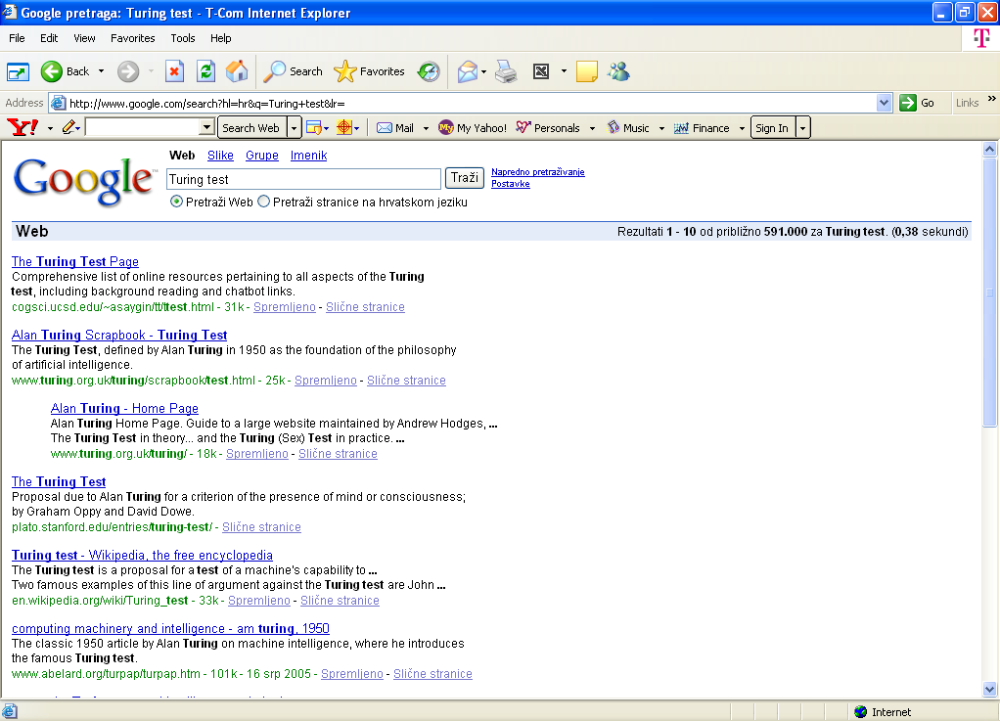 Google pretraga: Turing test - T-Com Internet Explorer
File Edit View Favorites Tools Help
Back Search Favorites
Address http://www.google.com/search?hl=hr&q=Turing+test&lr= Go Links »
Y! Search Web Mail My Yahoo! Personals Music Finance Sign In
Web Slike Grupe Imenik
Google Turing test Traži Napredno pretraživanje
Postavke
Pretraži Web Pretraži stranice na hrvatskom jeziku
Web Rezultati 1 - 10 od približno 591.000 za Turing test. (0,38 sekundi)
The Turing Test Page
Comprehensive list of online resources pertaining to all aspects of the Turing
test, including background reading and chatbot links.
cogsci.ucsd.edu/~asaygin/tt/ttest.html - 31k - Spremljeno - Slične stranice
Alan Turing Scrapbook - Turing Test
The Turing Test, defined by Alan Turing in 1950 as the foundation of the philosophy
of artificial intelligence.
www.turing.org.uk/turing/scrapbook/test.html - 25k - Spremljeno - Slične stranice
Alan Turing - Home Page
Alan Turing Home Page. Guide to a large website maintained by Andrew Hodges, ...
The Turing Test in theory... and the Turing (Sex) Test in practice. ...
www.turing.org.uk/turing/ - 18k - Spremljeno - Slične stranice
The Turing Test
Proposal due to Alan Turing for a criterion of the presence of mind or consciousness;
by Graham Oppy and David Dowe.
plato.stanford.edu/entries/turing-test/ - Slične stranice
Turing test - Wikipedia, the free encyclopedia
The Turing test is a proposal for a test of a machine's capability to ...
Two famous examples of this line of argument against the Turing test are John ...
en.wikipedia.org/wiki/Turing_test - 33k - Spremljeno - Slične stranice
computing machinery and intelligence - am turing, 1950
The classic 1950 article by Alan Turing on machine intelligence, where he introduces
the famous Turing test.
www.abelard.org/turpap/turpap.htm - 101k - 16 srp 2005 - Spremljeno - Slične stranice
Internet